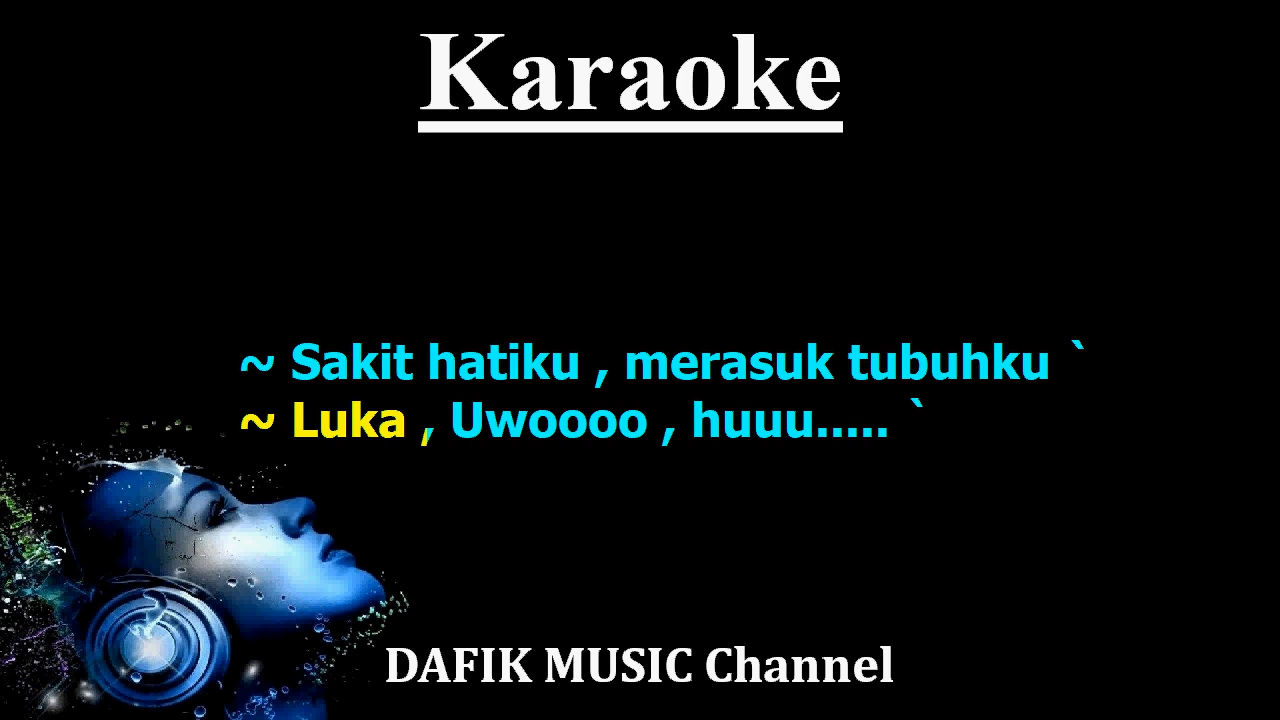 Karaoke
~ Sakit hatiku , merasuk tubuhku `
~ Luka , Uwoooo , huuu..... `
DAFIK MUSIC Channel